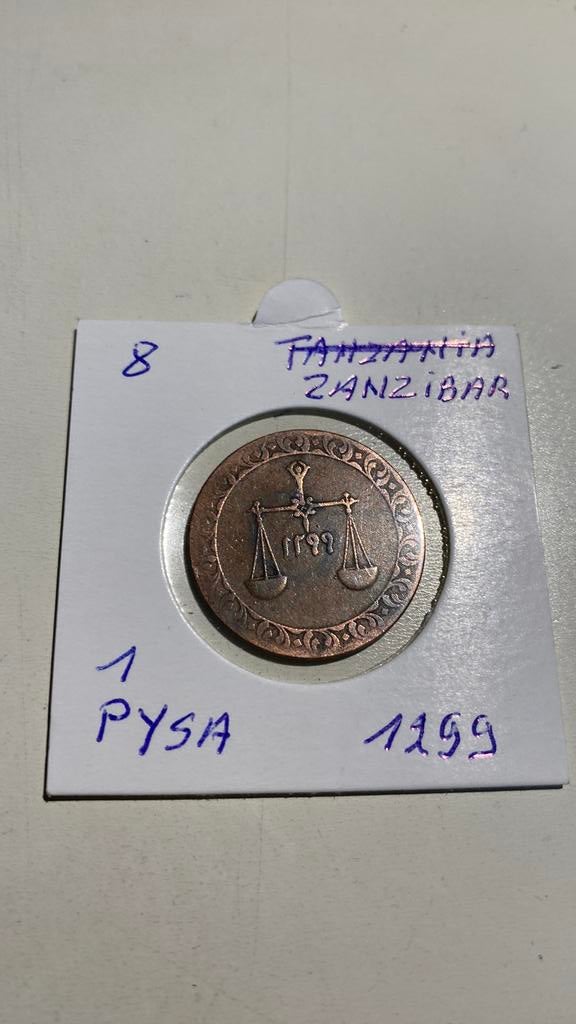 8
TANZANIA
ZANZiBAR
١٢٩٩
1
PYSA
1299